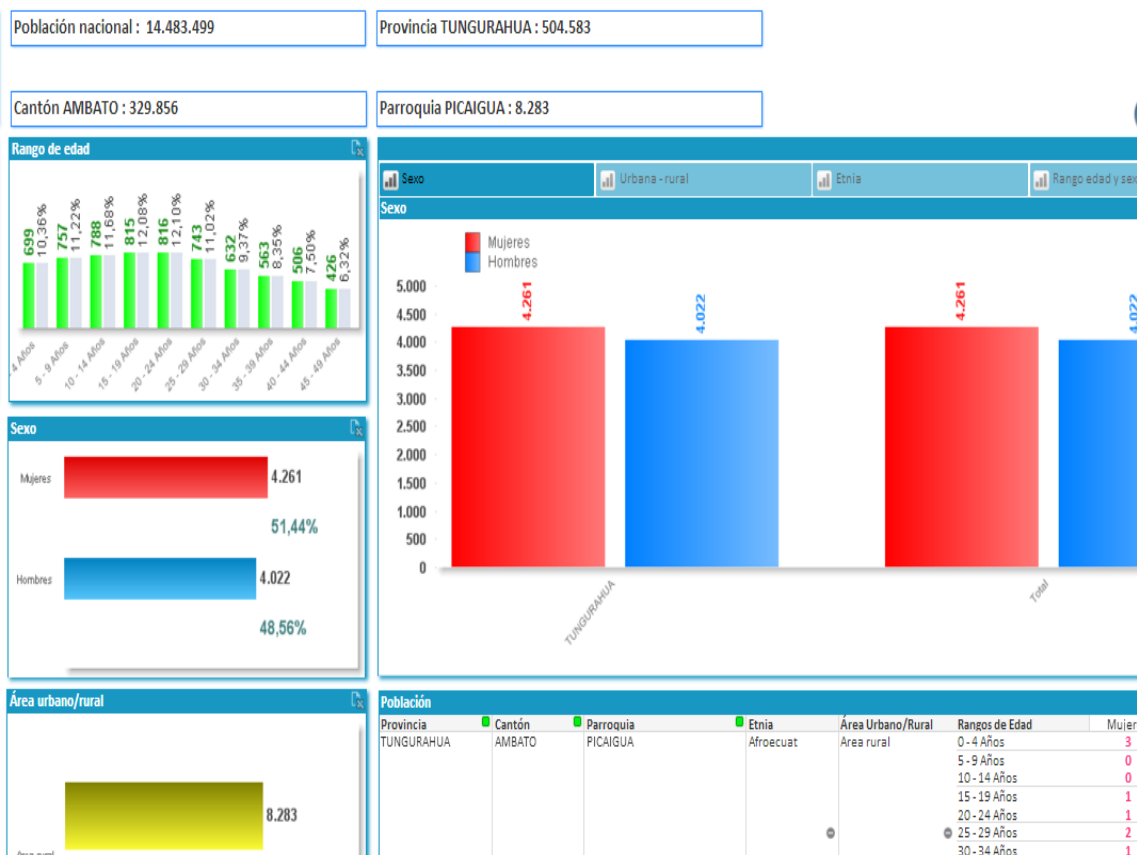 Población nacional : 14.483.499
Provincia TUNGURAHUA : 504.583
Cantón AMBATO : 329.856
Parroquia PICAIGUA : 8.283
Rango de edad
699 10,36%
757 11,22%
788 11,68%
815 12,08%
816 12,10%
743 11,02%
632 9,37%
563 8,35%
506 7,50%
426 6,32%
- 4 Años
5 - 9 Años
10 - 14 Años
15 - 19 Años
20 - 24 Años
25 - 29 Años
30 - 34 Años
35 - 39 Años
40 - 44 Años
45 - 49 Años
Sexo
Mujeres
4.261
51,44%
Hombres
4.022
48,56%
Área urbano/rural
8.283
Sexo
Urbana - rural
Etnia
Rango edad y sex
Sexo
Mujeres
Hombres
5.000
4.500
4.000
3.500
3.000
2.500
2.000
1.500
1.000
500
0
4.261
4.022
4.261
4.022
TUNGURAHUA
Total
Población
Provincia Cantón Parroquia Etnia Área Urbano/Rural Rangos de Edad Mujer
TUNGURAHUA AMBATO PICAIGUA Afroecuat Area rural 0 - 4 Años 3
5 - 9 Años 0
10 - 14 Años 0
15 - 19 Años 1
20 - 24 Años 1
25 - 29 Años 2
30 - 34 Años 1